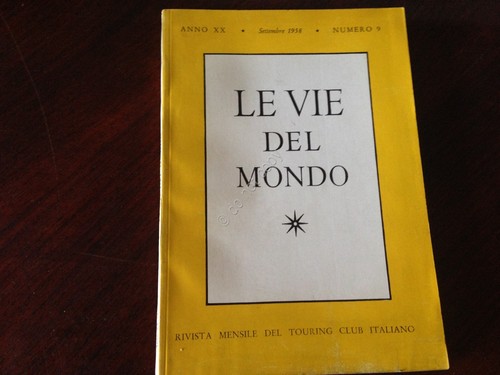 ANNO XX ★ Settembre 1958 ★ NUMERO 9
LE VIE
DEL
MONDO
RIVISTA MENSILE DEL TOURING CLUB ITALIANO